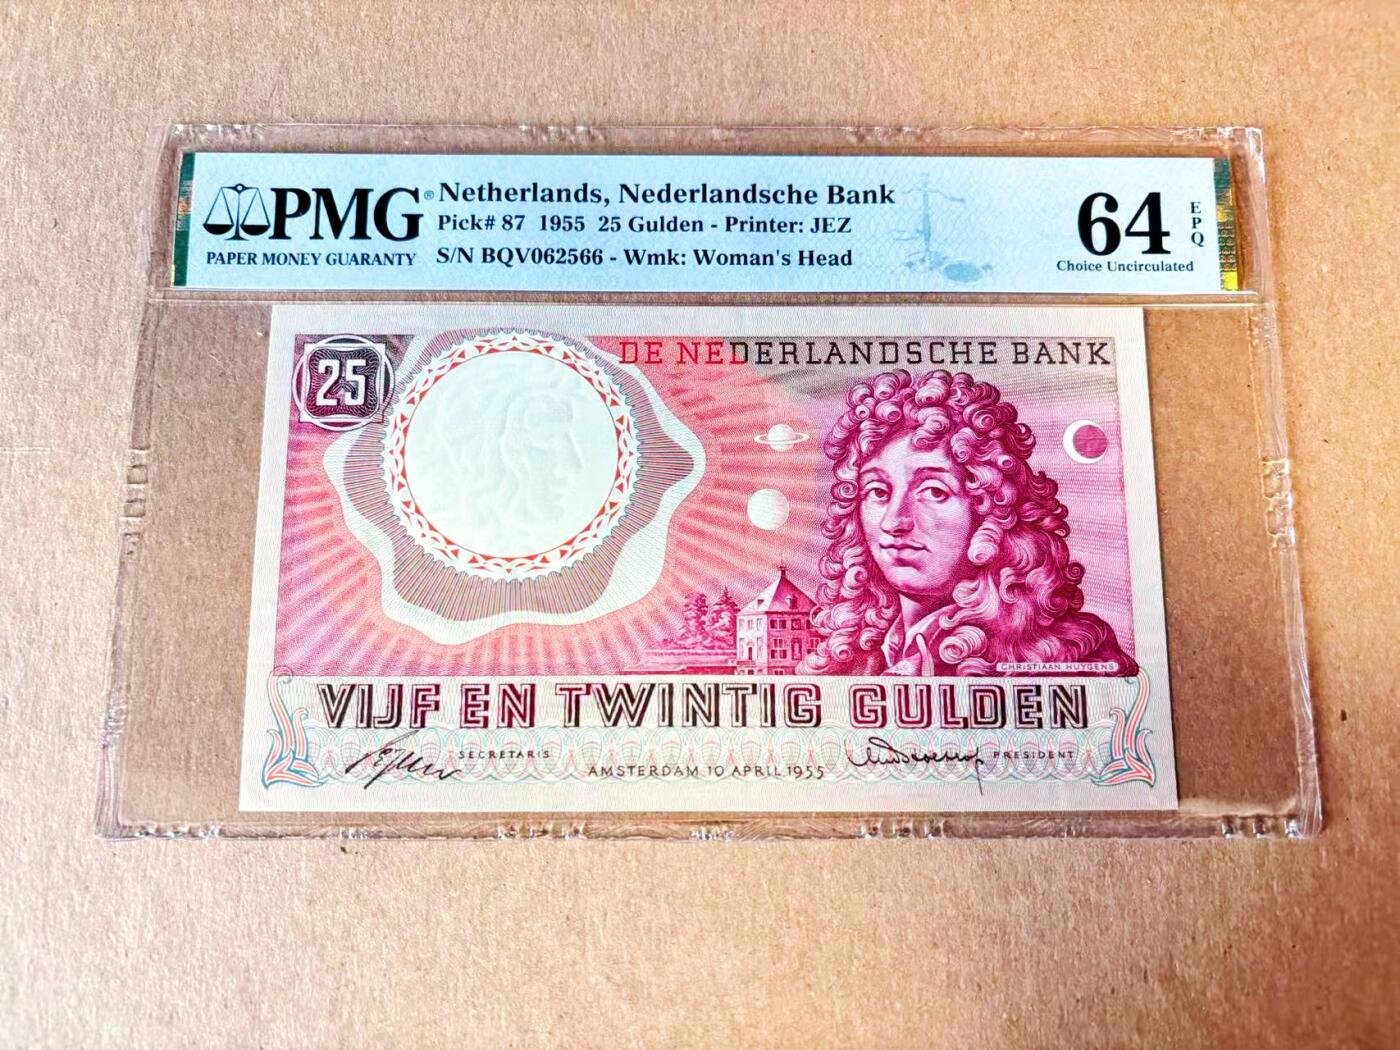 PMG®
PAPER MONEY GUARANTY
Netherlands, Nederlandsche Bank
Pick# 87 1955 25 Gulden - Printer: JEZ
S/N BQV062566 - Wmk: Woman's Head
64
EPQ
Choice Uncirculated
25
DE NEDERLANDSCHE BANK
CHRISTIAAN HUYGENS
VIJF EN TWINTIG GULDEN
SECRETARIS
AMSTERDAM 10 APRIL 1955
PRESIDENT